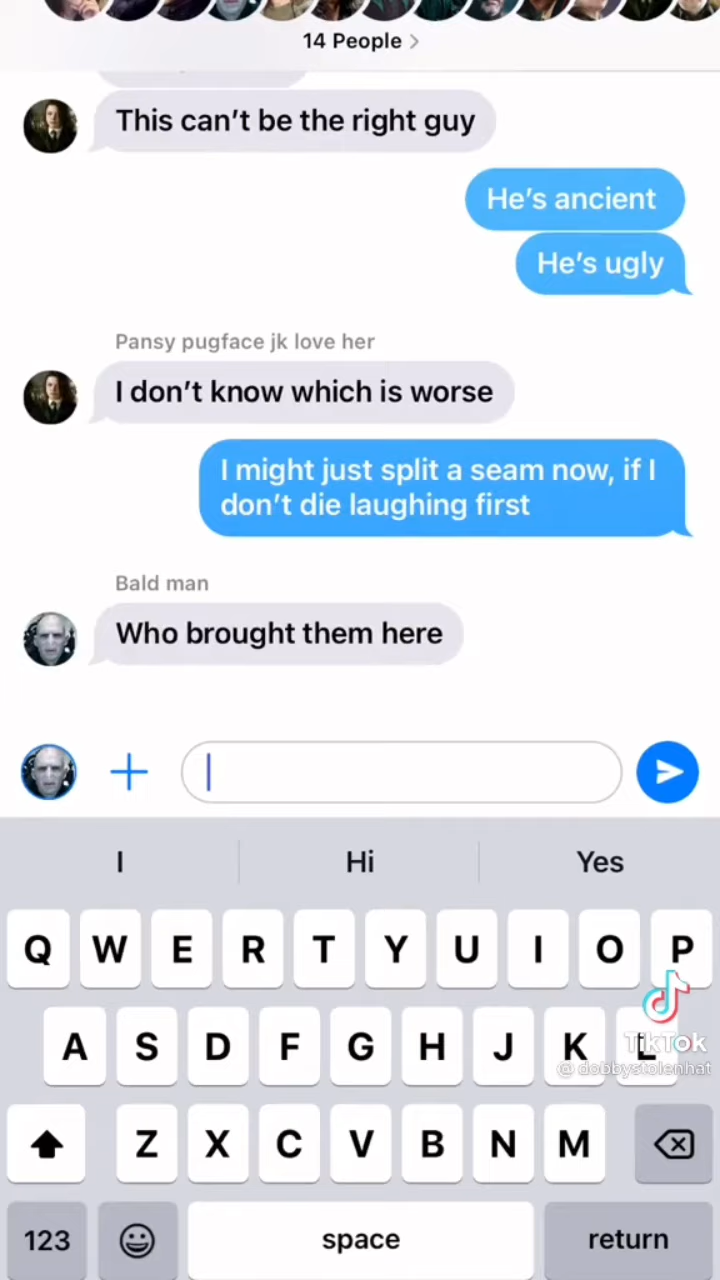 14 People >
This can't be the right guy
He's ancient
He's ugly
Pansy pugface jk love her
I don't know which is worse
I might just split a seam now, if I
don't die laughing first
Bald man
Who brought them here
I Hi Yes
Q W E R T Y U I O P
A S D F G H J K L
TikTok
@dobbystolenhat
Z X C V B N M
123 space return